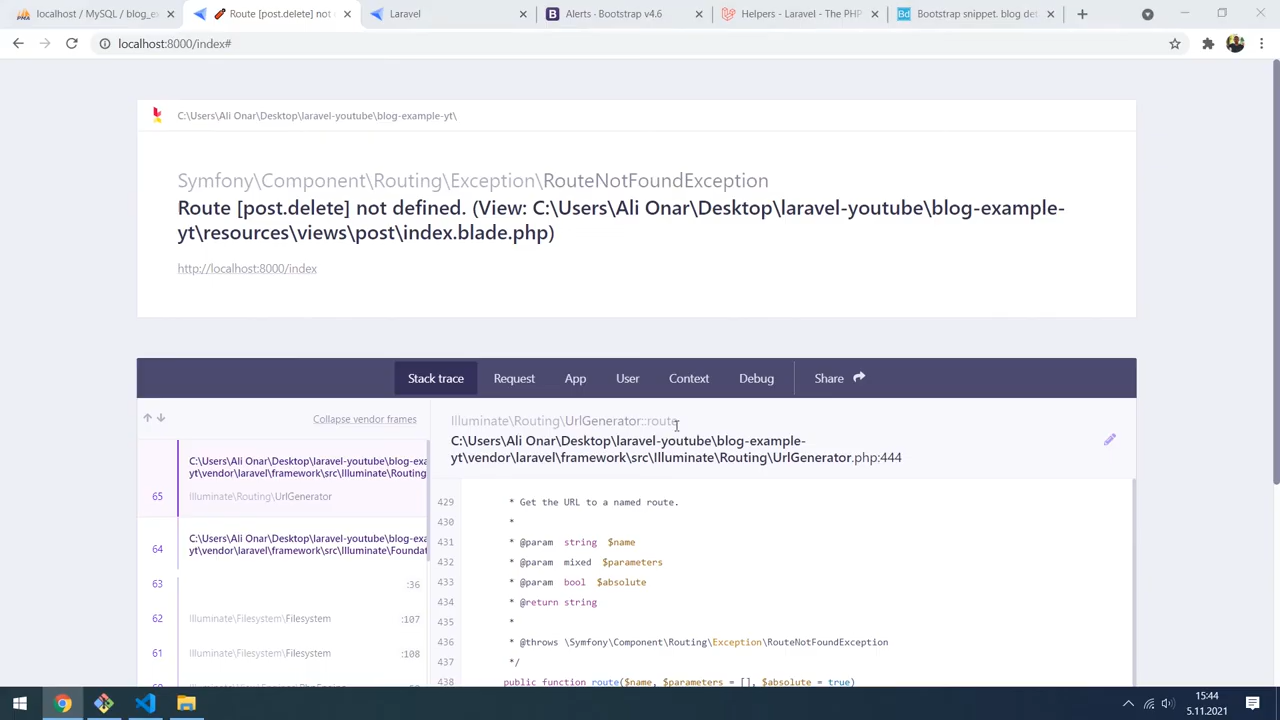 localhost / MySQL / blog_ex
Route [post.delete] not d
Laravel
Alerts · Bootstrap v4.6
Helpers - Laravel - The PHP
Bootstrap snippet. blog det
localhost:8000/index#
C:\Users\Ali Onar\Desktop\laravel-youtube\blog-example-yt\
Symfony\Component\Routing\Exception\RouteNotFoundException
Route [post.delete] not defined. (View: C:\Users\Ali Onar\Desktop\laravel-youtube\blog-example-
yt\resources\views\post\index.blade.php)
http://localhost:8000/index
Stack trace
Request
App
User
Context
Debug
Share
Collapse vendor frames
C:\Users\Ali Onar\Desktop\laravel-youtube\blog-exa
yt\vendor\laravel\framework\src\Illuminate\Routing
65
Illuminate\Routing\UrlGenerator
C:\Users\Ali Onar\Desktop\laravel-youtube\blog-exa
64
yt\vendor\laravel\framework\src\Illuminate\Foundat
63 :36
62 Illuminate\Filesystem\Filesystem :107
61 Illuminate\Filesystem\Filesystem :108
Illuminate\Routing\UrlGenerator::route
C:\Users\Ali Onar\Desktop\laravel-youtube\blog-example-
yt\vendor\laravel\framework\src\Illuminate\Routing\UrlGenerator.php:444
429 * Get the URL to a named route.
430 *
431 * @param string $name
432 * @param mixed $parameters
433 * @param bool $absolute
434 * @return string
435 *
436 * @throws \Symfony\Component\Routing\Exception\RouteNotFoundException
437 */
438 public function route($name, $parameters = [], $absolute = true)
15:44
5.11.2021